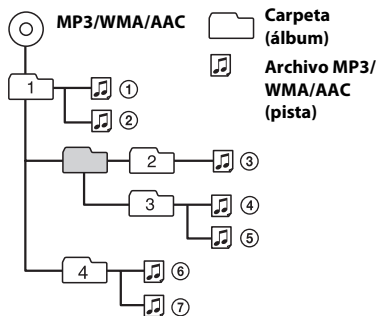 MP3/WMA/AAC
Carpeta
(álbum)
Archivo MP3/
WMA/AAC
(pista)
1
①
②
2
③
3
④
⑤
4
⑥
⑦